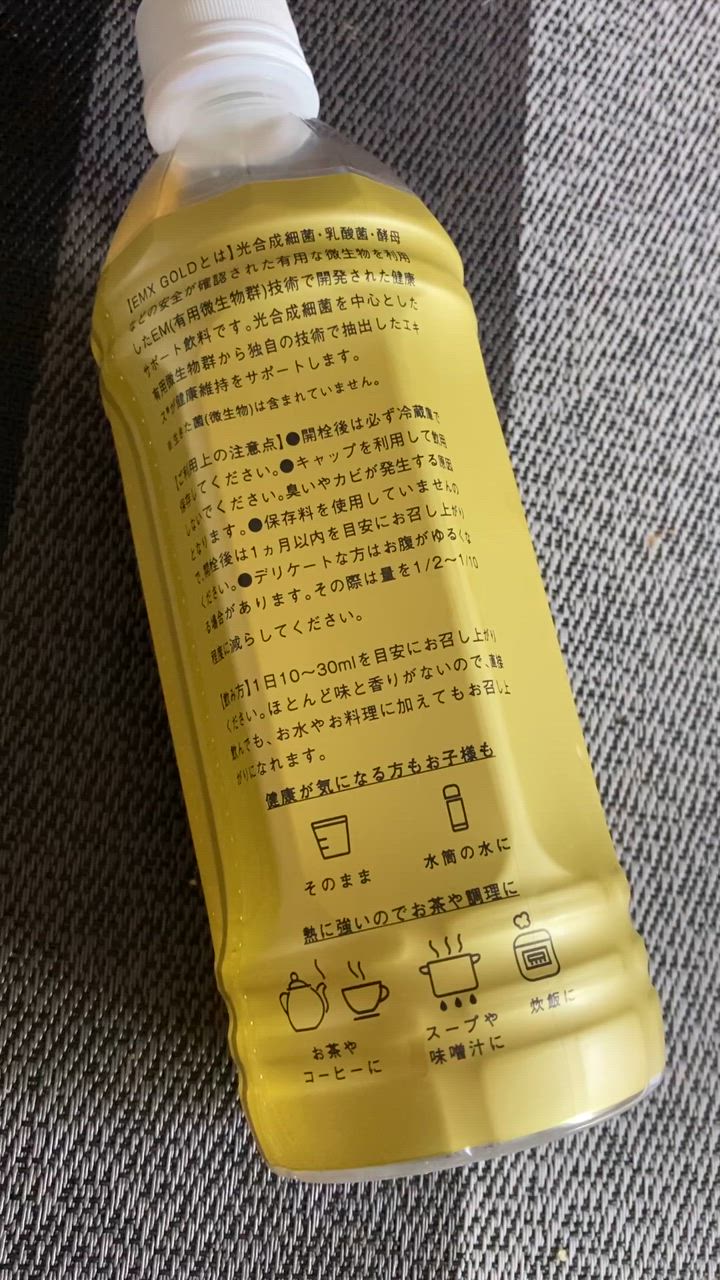 【EMX GOLDとは】光合成細菌・乳酸菌・酵母
などの安全が確認された有用な微生物を利用
したEM(有用微生物群)技術で開発された健康
サポート飲料です。光合成細菌を中心とした
有用微生物群から独自の技術で抽出したエキ
スが健康維持をサポートします。
※生きた菌(微生物)は含まれていません。
【ご利用上の注意点】●開栓後は必ず冷蔵庫で
保存してください。●キャップを利用して飲用
しないでください。臭いやカビが発生する原因
となります。●保存料を使用していませんの
で、開栓後は1ヵ月以内を目安にお召し上がり
ください。●デリケートな方はお腹がゆるくな
る場合があります。その際は量を1/2〜1/10
程度に減らしてください。
【飲み方】1日10〜30mlを目安にお召し上がり
ください。ほとんど味と香りがないので、直接
飲んでも、お水やお料理に加えてもお召し上
がりになれます。
健康が気になる方もお子様も
そのまま 水筒の水に
熱に強いのでお茶や調理に
お茶や
コーヒーに
スープや
味噌汁に
炊飯に